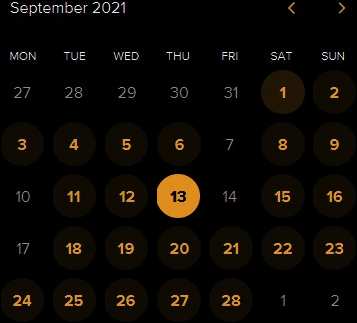 September 2021
MON TUE WED THU FRI SAT SUN
27 28 29 30 31 1 2
3 4 5 6 7 8 9
10 11 12 13 14 15 16
17 18 19 20 21 22 23
24 25 26 27 28 1 2